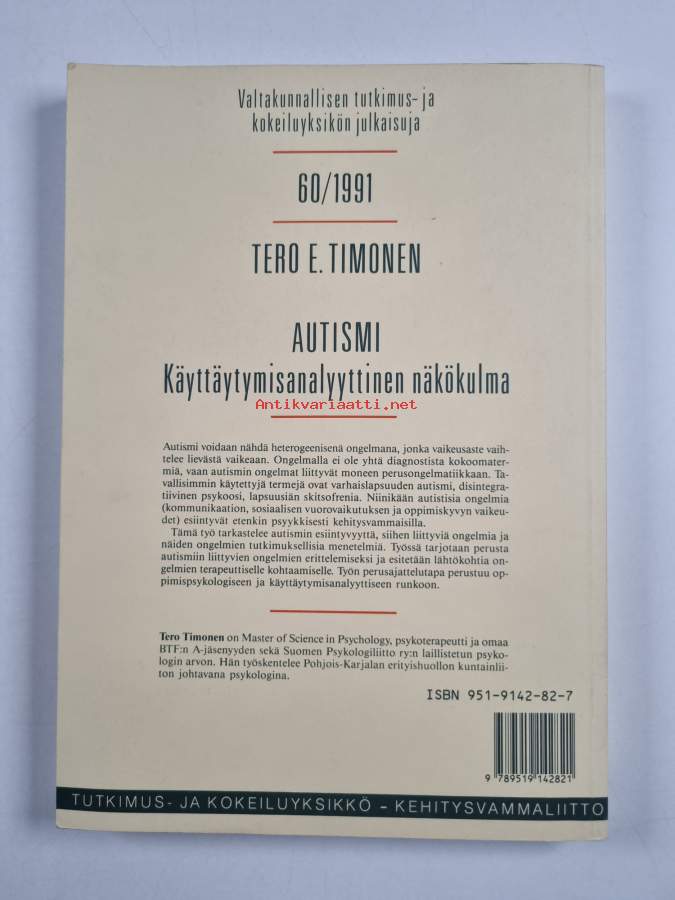 Valtakunnallisen tutkimus- ja
kokeiluyksikön julkaisuja
60/1991
TERO E. TIMONEN
AUTISMI
Käyttäytymisanalyyttinen näkökulma
Antikvariaatti.net
Autismi voidaan nähdä heterogeenisenä ongelmana, jonka vaikeusaste vaih-
telee lievästä vaikeaan. Ongelmalla ei ole yhtä diagnostista kokoomater-
miä, vaan autismin ongelmat liittyvät moneen perusongelmatiikkaan. Ta-
vallisimmin käytettyjä termejä ovat varhaislapsuuden autismi, disintegra-
tiivinen psykoosi, lapsuusiän skitsofrenia. Niinikään autistisia ongelmia
(kommunikaation, sosiaalisen vuorovaikutuksen ja oppimiskyvyn vaikeu-
det) esiintyvät etenkin psyykkisesti kehitysvammaisilla.
Tämä työ tarkastelee autismin esiintyvyyttä, siihen liittyviä ongelmia ja
näiden ongelmien tutkimuksellisia menetelmiä. Työssä tarjotaan perusta
autismiin liittyvien ongelmien erittelemiseksi ja esitetään lähtökohtia on-
gelmien terapeuttiselle kohtaamiselle. Työn perusajattelutapa perustuu op-
pimispsykologiseen ja käyttäytymisanalyyttiseen runkoon.
Tero Timonen on Master of Science in Psychology, psykoterapeutti ja omaa
BTF:n A-jäsenyyden sekä Suomen Psykologiliitto ry:n laillistetun psyko-
login arvon. Hän työskentelee Pohjois-Karjalan erityishuollon kuntainlii-
ton johtavana psykologina.
ISBN 951-9142-82-7
9 789519 142821
TUTKIMUS- JA KOKEILUYKSIKKÖ – KEHITYSVAMMALIITTO